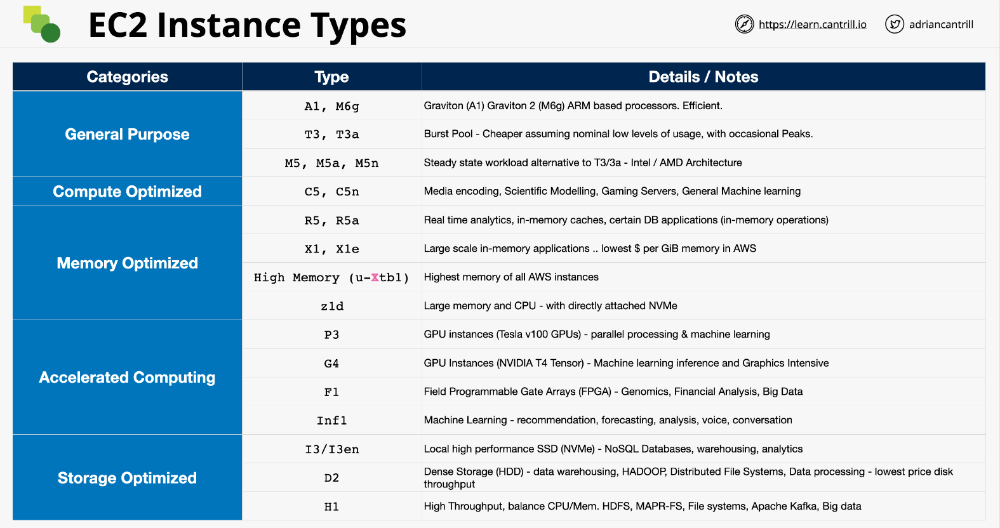 EC2 Instance Types
https://learn.cantrill.io
adriancantrill
Categories
Type
Details / Notes
General Purpose
A1, M6g
Graviton (A1) Graviton 2 (M6g) ARM based processors. Efficient.
T3, T3a
Burst Pool - Cheaper assuming nominal low levels of usage, with occasional Peaks.
M5, M5a, M5n
Steady state workload alternative to T3/3a - Intel / AMD Architecture
Compute Optimized
C5, C5n
Media encoding, Scientific Modelling, Gaming Servers, General Machine learning
Memory Optimized
R5, R5a
Real time analytics, in-memory caches, certain DB applications (in-memory operations)
X1, X1e
Large scale in-memory applications .. lowest $ per GiB memory in AWS
High Memory (u-Xtb1)
Highest memory of all AWS instances
z1d
Large memory and CPU - with directly attached NVMe
Accelerated Computing
P3
GPU instances (Tesla v100 GPUs) - parallel processing & machine learning
G4
GPU Instances (NVIDIA T4 Tensor) - Machine learning inference and Graphics Intensive
F1
Field Programmable Gate Arrays (FPGA) - Genomics, Financial Analysis, Big Data
Inf1
Machine Learning - recommendation, forecasting, analysis, voice, conversation
Storage Optimized
I3/I3en
Local high performance SSD (NVMe) - NoSQL Databases, warehousing, analytics
D2
Dense Storage (HDD) - data warehousing, HADOOP, Distributed File Systems, Data processing - lowest price disk
throughput
H1
High Throughput, balance CPU/Mem. HDFS, MAPR-FS, File systems, Apache Kafka, Big data